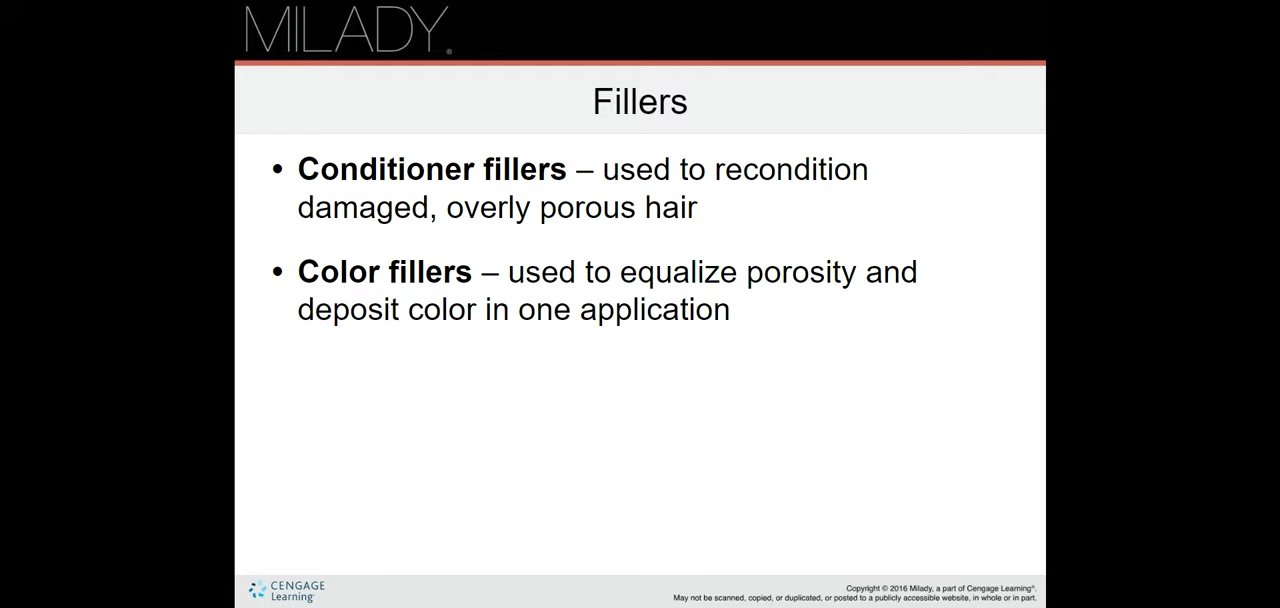 MILADY®
Fillers
• Conditioner fillers – used to recondition
damaged, overly porous hair
• Color fillers – used to equalize porosity and
deposit color in one application
CENGAGE
Learning®
Copyright © 2016 Milady, a part of Cengage Learning®.
May not be scanned, copied, or duplicated, or posted to a publicly accessible website, in whole or in part.